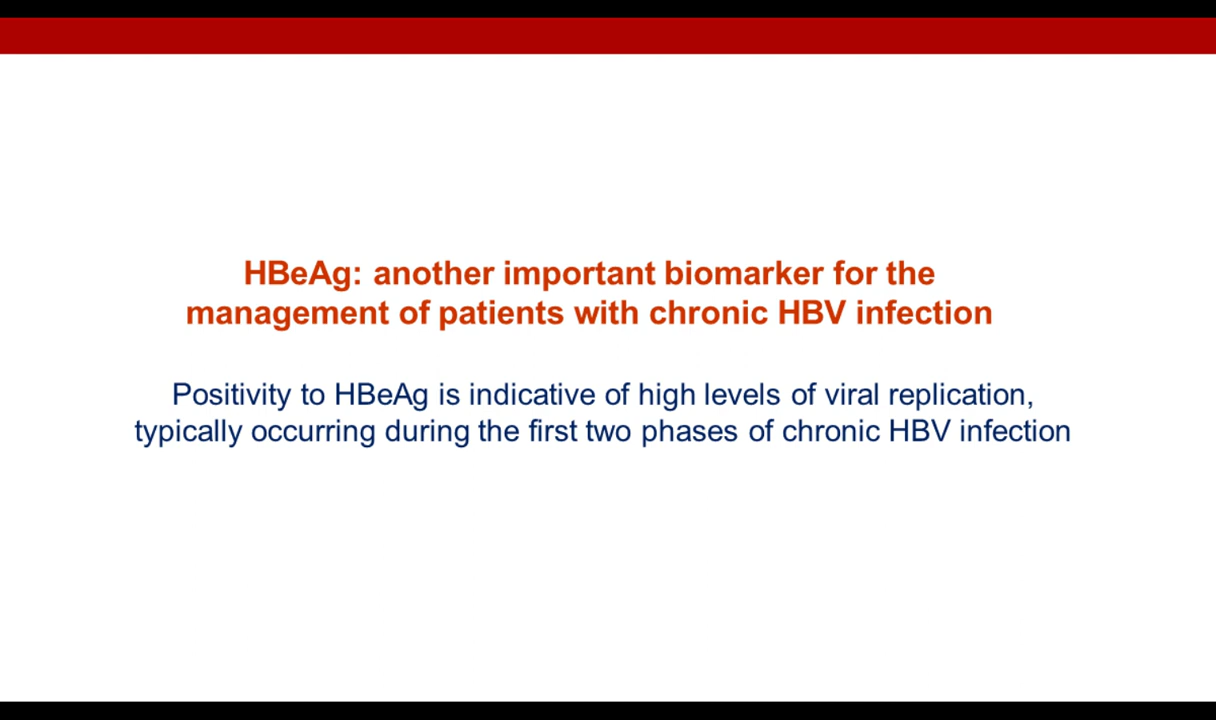 HBeAg: another important biomarker for the
management of patients with chronic HBV infection
Positivity to HBeAg is indicative of high levels of viral replication,
typically occurring during the first two phases of chronic HBV infection